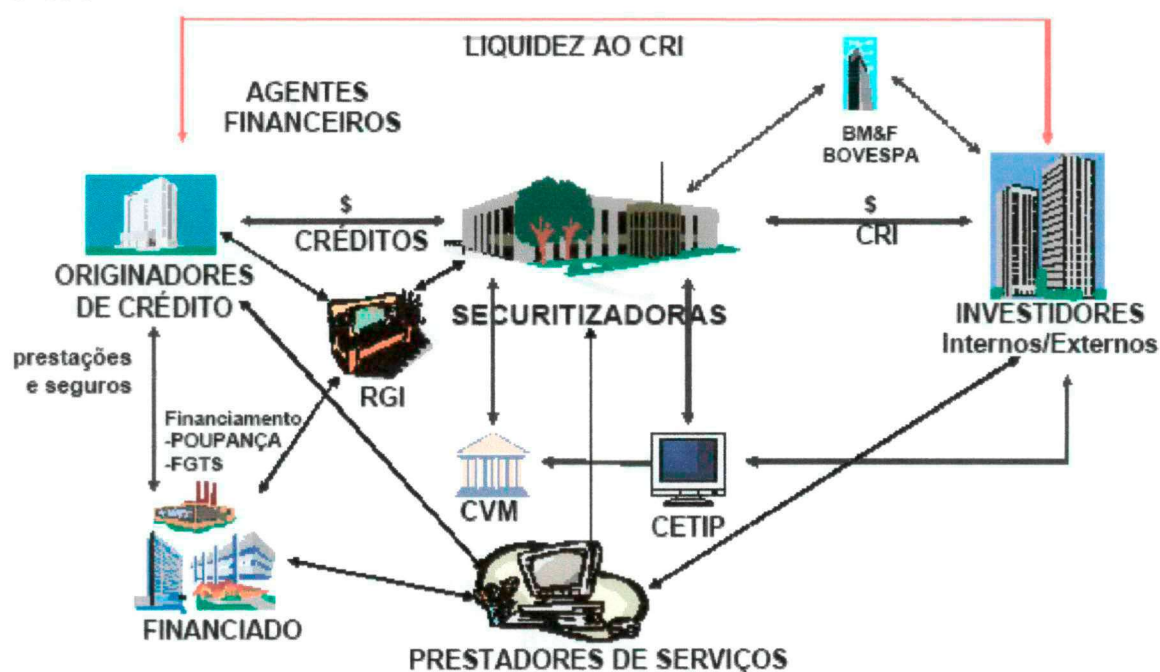 LIQUIDEZ AO CRI
AGENTES
FINANCEIROS
BM&F
BOVESPA
$
CRÉDITOS
$
CRI
ORIGINADORES
DE CRÉDITO
SECURITIZADORAS
INVESTIDORES
Internos/Externos
prestações
e seguros
RGI
Financiamento
-POUPANÇA
-FGTS
CVM
CETIP
FINANCIADO
PRESTADORES DE SERVIÇOS